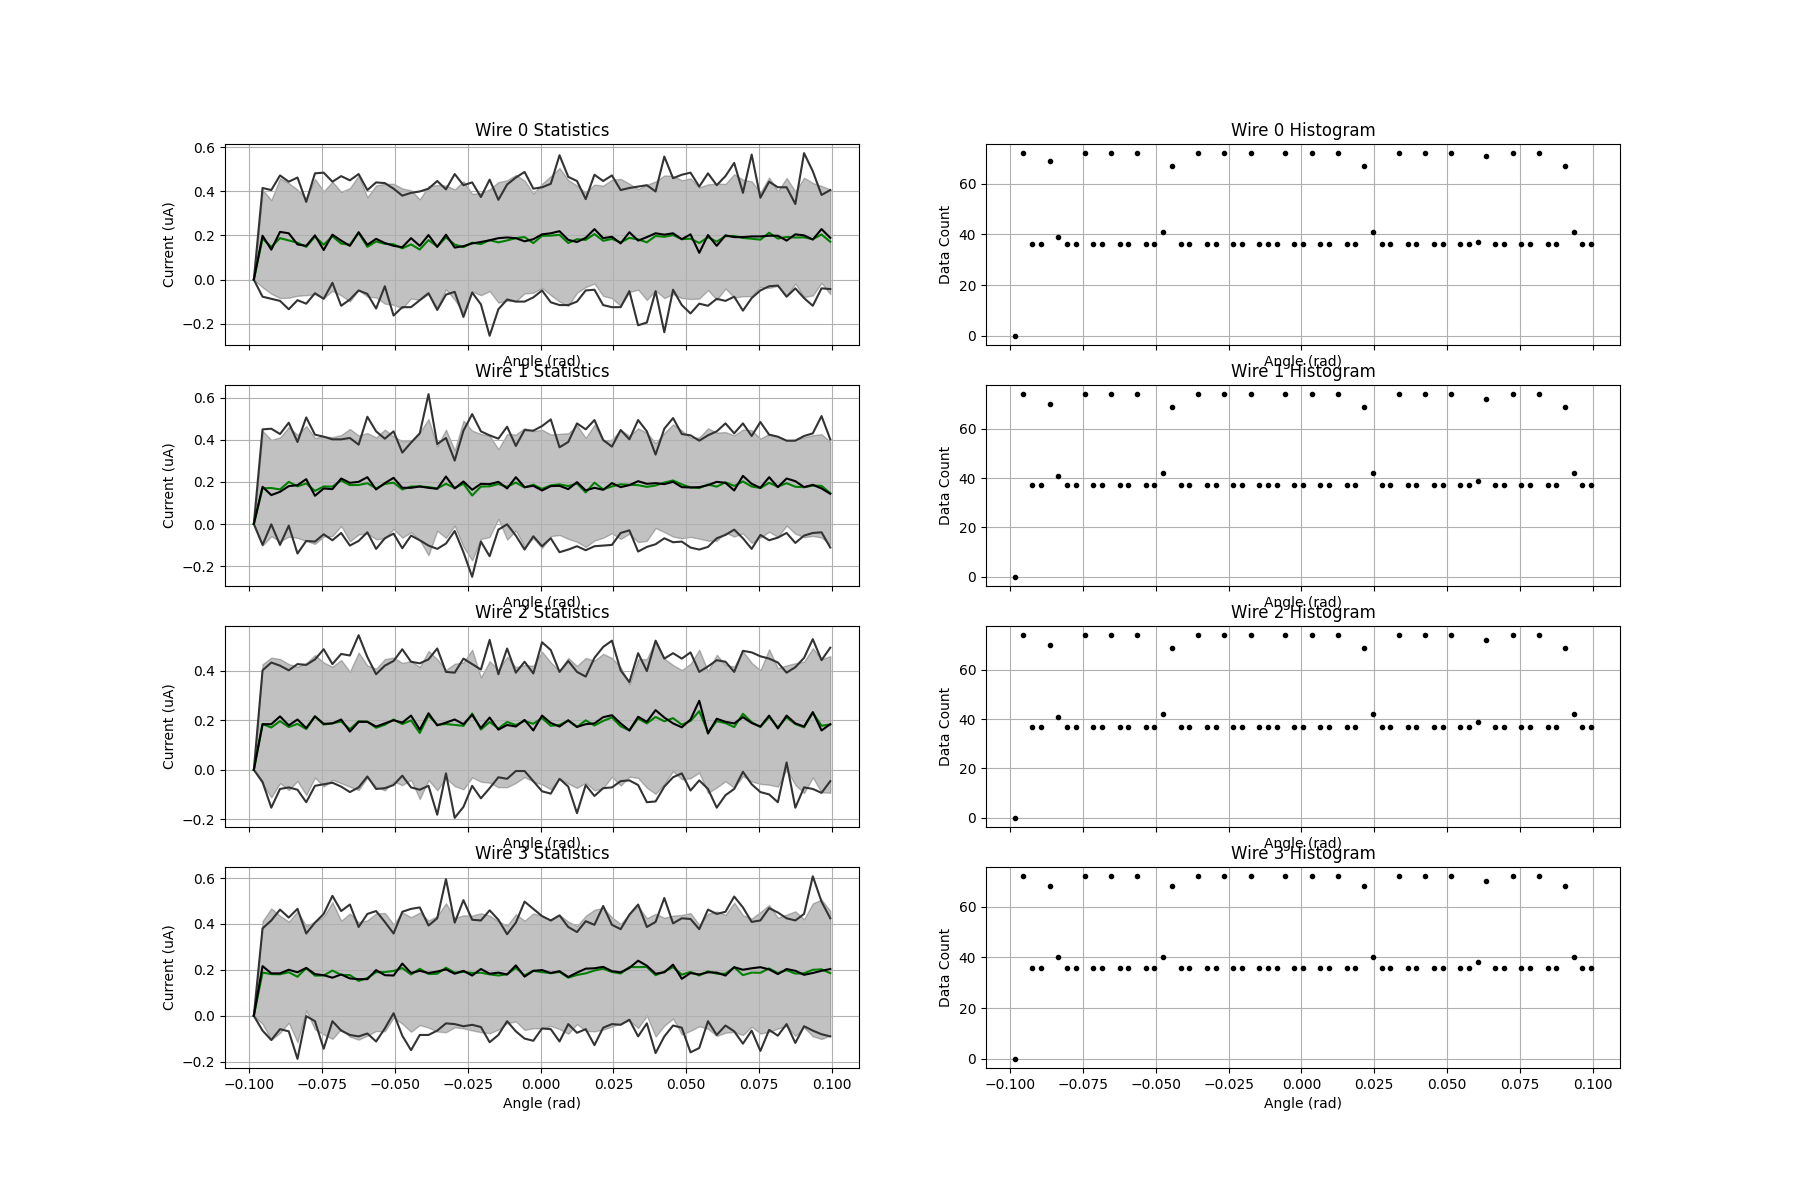 Wire 0 Statistics
Current (uA)
0.6
0.4
0.2
0.0
−0.2
Angle (rad)
Wire 0 Histogram
Data Count
60
40
20
0
Angle (rad)
Wire 1 Statistics
Current (uA)
0.6
0.4
0.2
0.0
−0.2
Angle (rad)
Wire 1 Histogram
Data Count
60
40
20
0
Angle (rad)
Wire 2 Statistics
Current (uA)
0.4
0.2
0.0
−0.2
Angle (rad)
Wire 2 Histogram
Data Count
60
40
20
0
Angle (rad)
Wire 3 Statistics
Current (uA)
0.6
0.4
0.2
0.0
−0.2
−0.100 −0.075 −0.050 −0.025 0.000 0.025 0.050 0.075 0.100
Angle (rad)
Wire 3 Histogram
Data Count
60
40
20
0
−0.100 −0.075 −0.050 −0.025 0.000 0.025 0.050 0.075 0.100
Angle (rad)